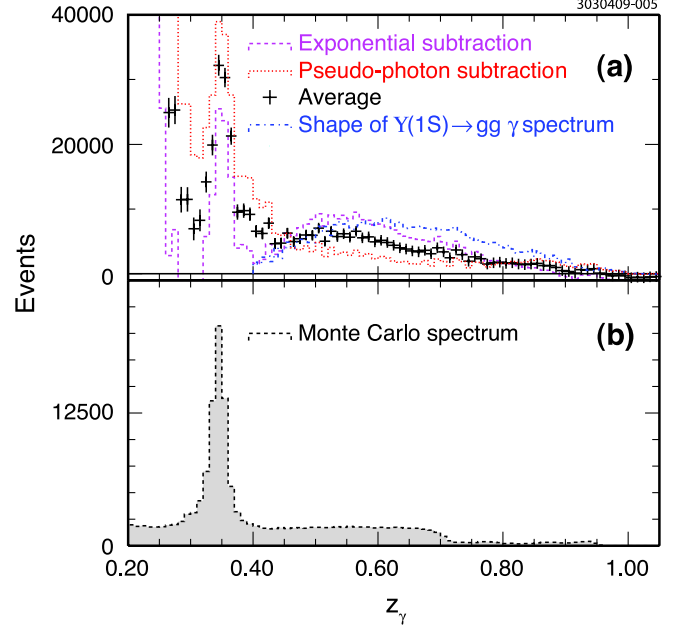 3030409-005
40000
Exponential subtraction
(a)
Pseudo-photon subtraction
Average
Shape of ϒ(1S)→gg γ spectrum
20000
0
Events
Monte Carlo spectrum
(b)
12500
0
0.20 0.40 0.60 0.80 1.00
zγ